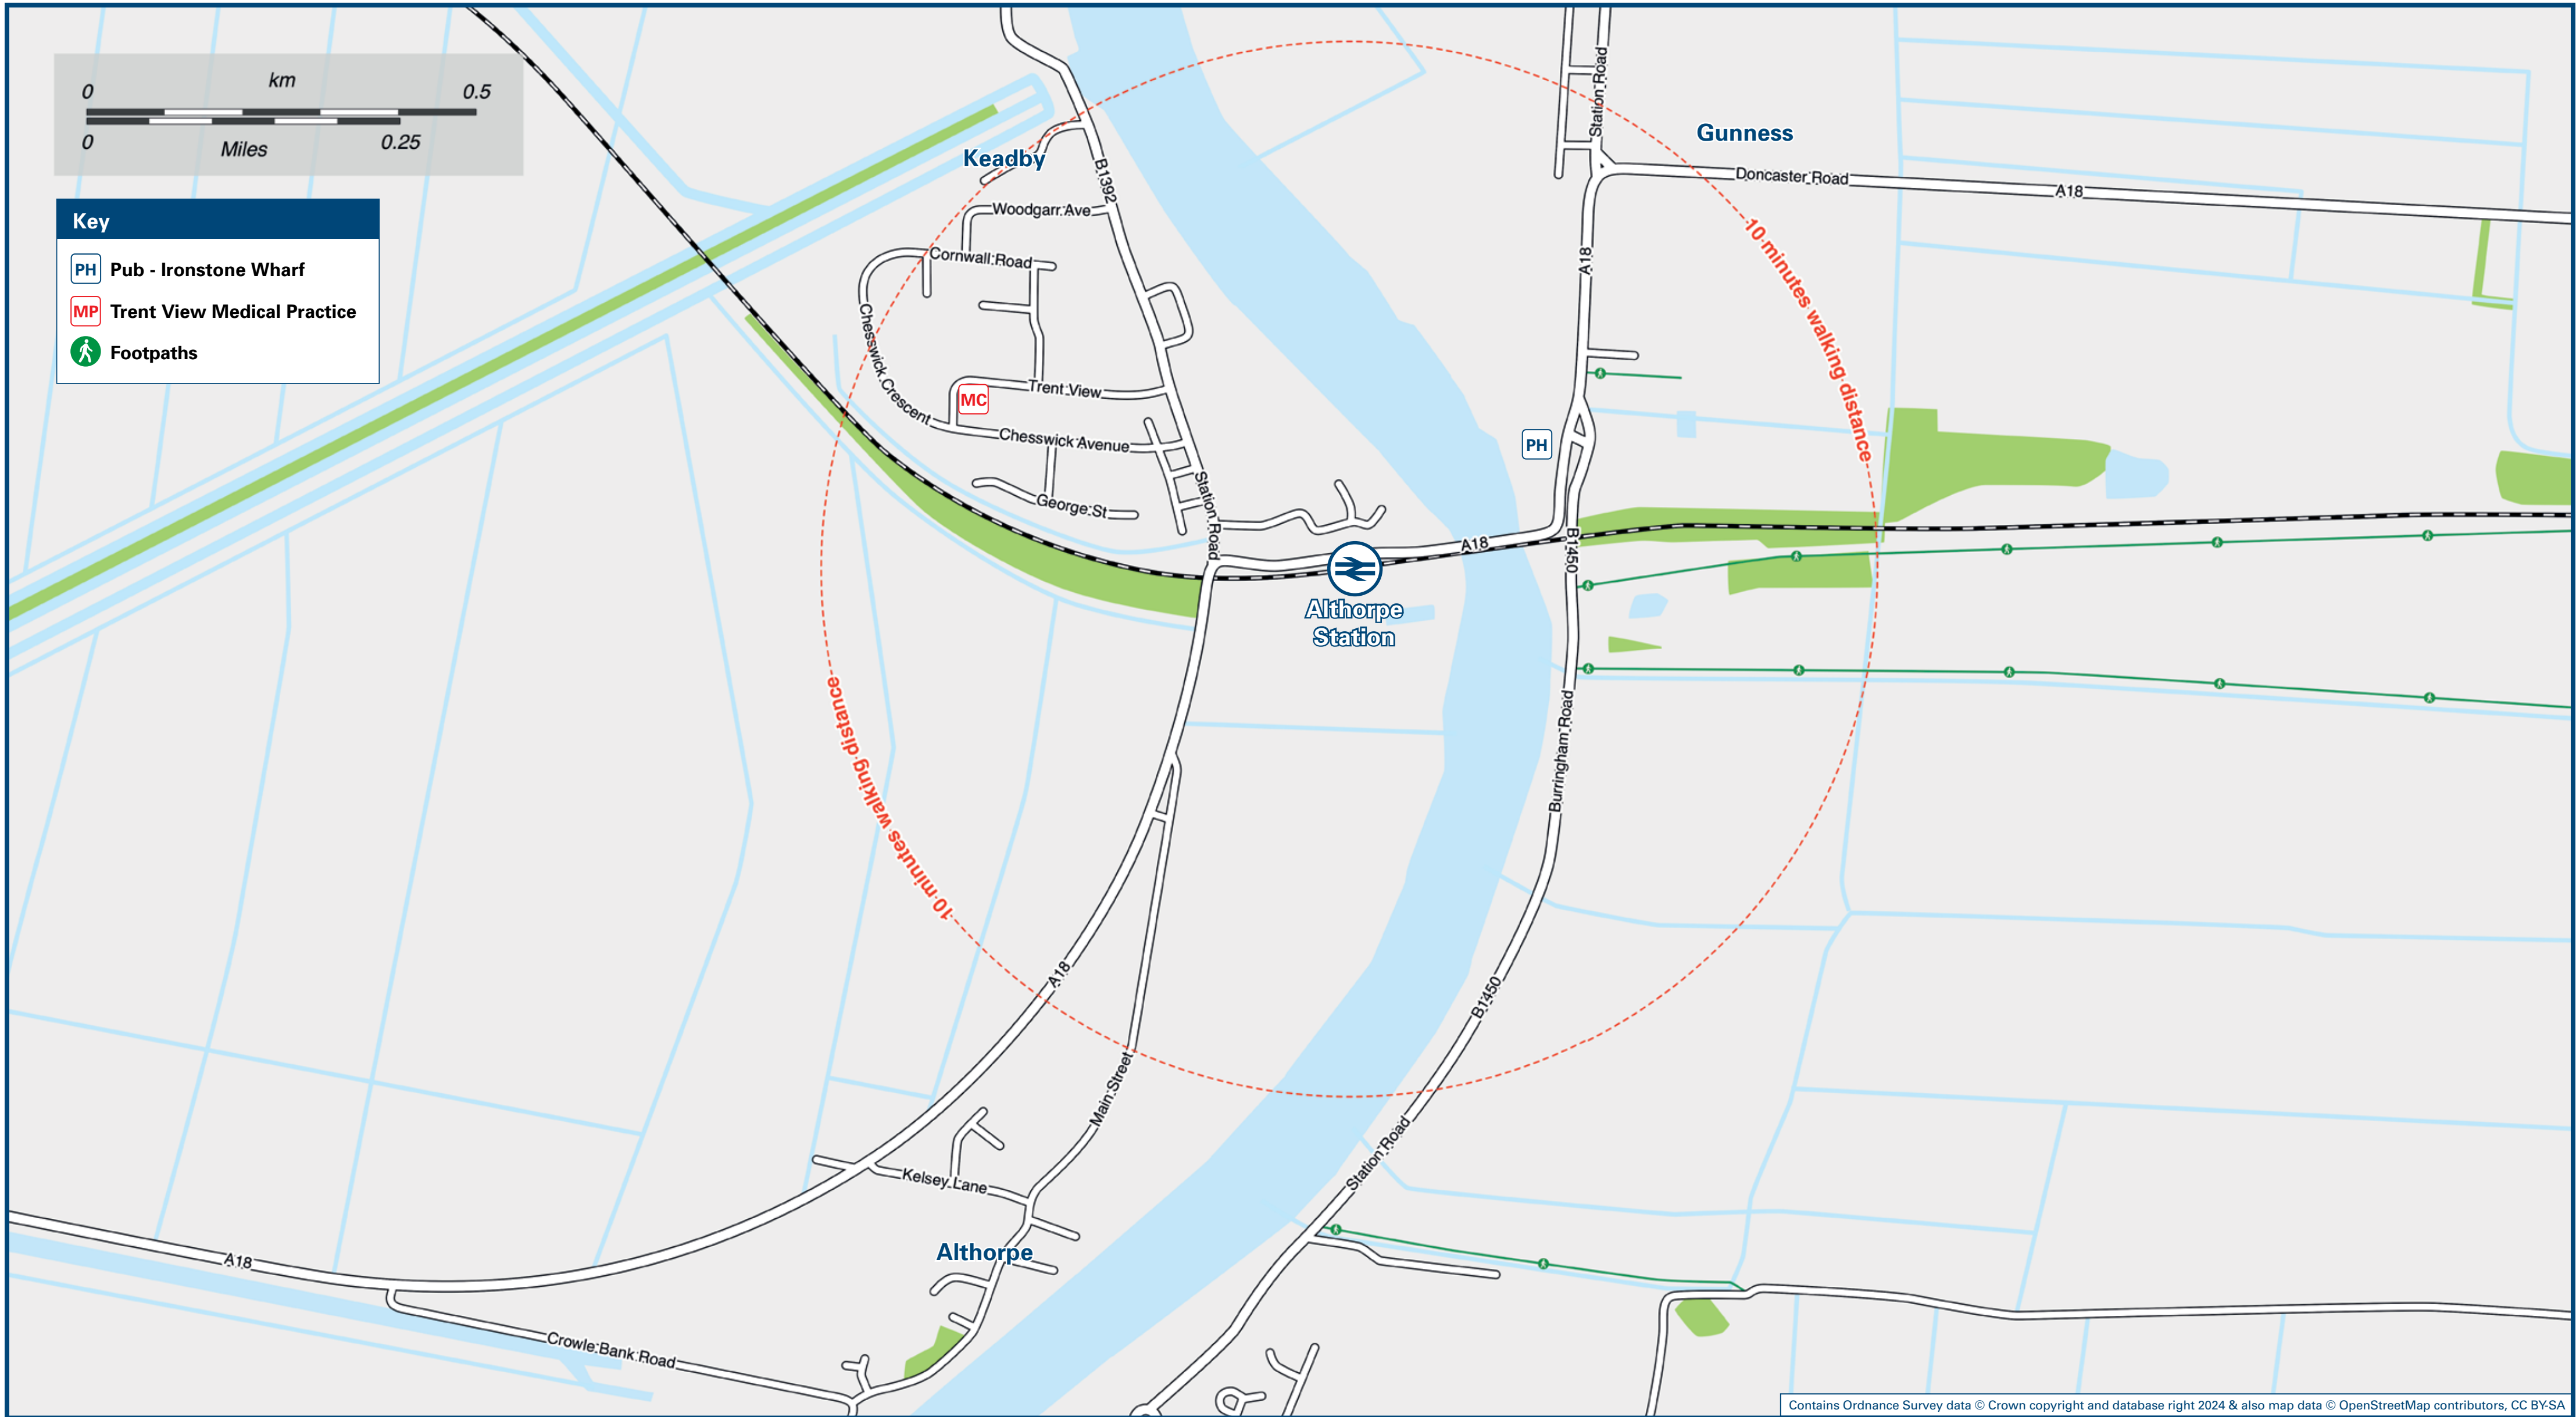 km
0 0.5
0 0.25
Miles
Key
PH Pub - Ironstone Wharf
MP Trent View Medical Practice
Footpaths
Station Road
Gunness
Doncaster Road
A18
Keadby
B1392
Woodgarr Ave
Cornwall Road
A18
10 minutes walking distance
Chesswick Crescent
Trent View
MC
Chesswick Avenue
PH
George St
Station Road
A18
B1450
Althorpe
Station
10 minutes walking distance
Burringham Road
A18
B1450
Main Street
Station Road
Kelsey Lane
Althorpe
A18
Crowle Bank Road
Contains Ordnance Survey data © Crown copyright and database right 2024 & also map data © OpenStreetMap contributors, CC BY-SA